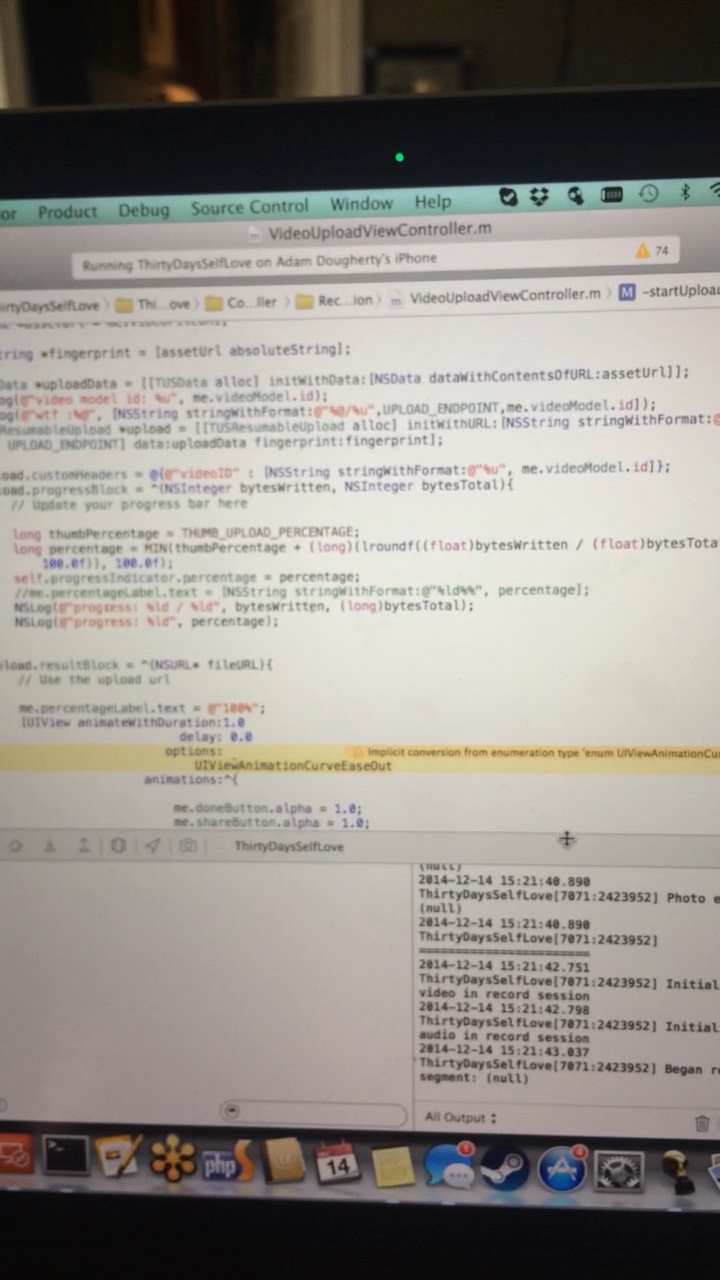 or Product Debug Source Control Window Help
VideoUploadViewController.m
Running ThirtyDaysSelfLove on Adam Dougherty's iPhone 74
irtyDaysSelfLove Thi...ove Co...ller Rec...ion m VideoUploadViewController.m M -startUploa
ring *fingerprint = [assetUrl absoluteString];
Data *uploadData = [[TUSData alloc] initWithData:[NSData dataWithContentsOfURL:assetUrl]];
og(@"video model id: %u", me.videoModel.id);
og(@"wtf :%@", [NSString stringWithFormat:@"%@/%u",UPLOAD_ENDPOINT,me.videoModel.id]);
ResumableUpload *upload = [[TUSResumableUpload alloc] initWithURL:[NSString stringWithFormat:@
UPLOAD_ENDPOINT] data:uploadData fingerprint:fingerprint];
oad.customHeaders = @{@"videoID" : [NSString stringWithFormat:@"%u", me.videoModel.id]};
oad.progressBlock = ^(NSInteger bytesWritten, NSInteger bytesTotal){
// Update your progress bar here
long thumbPercentage = THUMB_UPLOAD_PERCENTAGE;
long percentage = MIN(thumbPercentage + (long)(lroundf((float)bytesWritten / (float)bytesTota
100.0f)), 100.0f);
self.progressIndicator.percentage = percentage;
//me.percentageLabel.text = [NSString stringWithFormat:@"%ld%%", percentage];
NSLog(@"progress: %ld / %ld", bytesWritten, (long)bytesTotal);
NSLog(@"progress: %ld", percentage);
load.resultBlock = ^(NSURL* fileURL){
// Use the upload url
me.percentageLabel.text = @"100%";
[UIView animateWithDuration:1.0
delay: 0.0
options: Implicit conversion from enumeration type 'enum UIViewAnimationCu
UIViewAnimationCurveEaseOut
animations:^{
me.doneButton.alpha = 1.0;
me.shareButton.alpha = 1.0;
ThirtyDaysSelfLove
(null)
2014-12-14 15:21:40.890
ThirtyDaysSelfLove[7071:2423952] Photo e
(null)
2014-12-14 15:21:40.890
ThirtyDaysSelfLove[7071:2423952]
====================
2014-12-14 15:21:42.751
ThirtyDaysSelfLove[7071:2423952] Initial
video in record session
2014-12-14 15:21:42.798
ThirtyDaysSelfLove[7071:2423952] Initial
audio in record session
2014-12-14 15:21:43.037
ThirtyDaysSelfLove[7071:2423952] Began r
segment: (null)
All Output
php 14 1 4